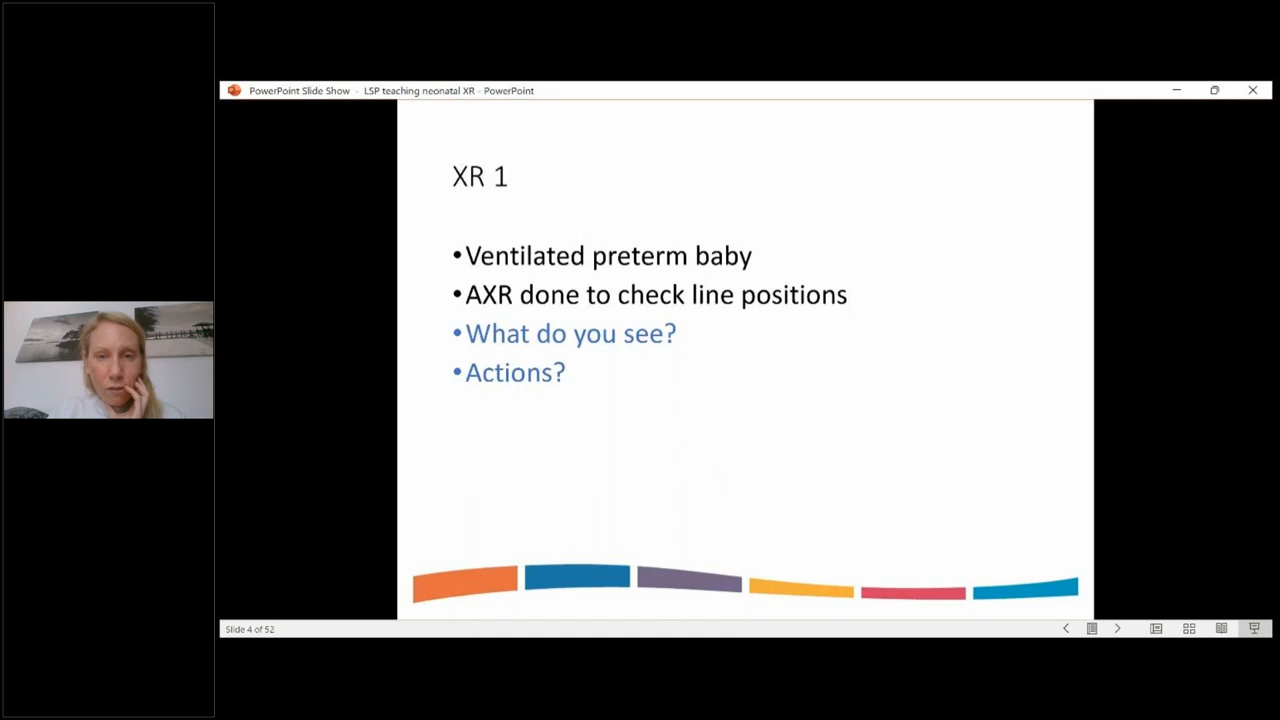 PowerPoint Slide Show - LSP teaching neonatal XR - PowerPoint
XR 1
•Ventilated preterm baby
•AXR done to check line positions
•What do you see?
•Actions?
Slide 4 of 52